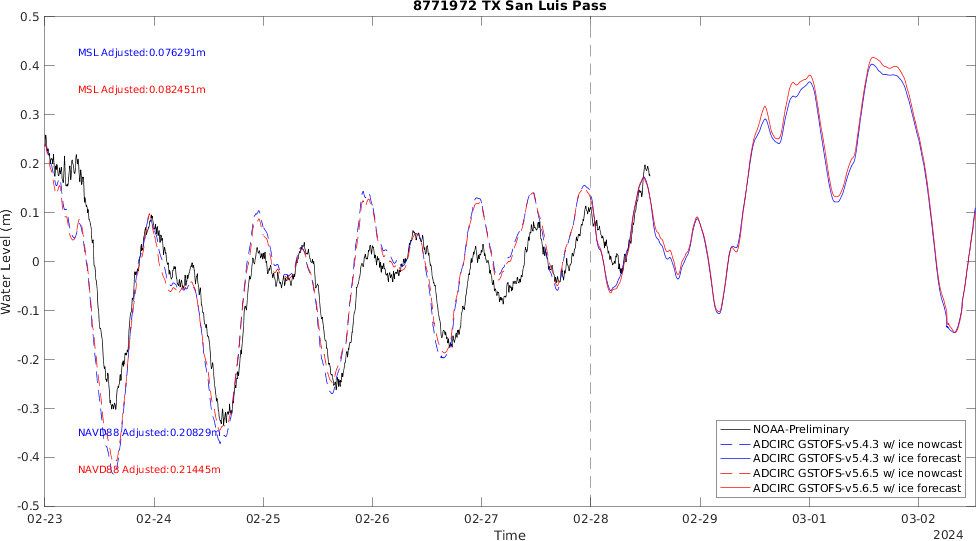 8771972 TX San Luis Pass
0.5
MSL Adjusted:0.076291m
0.4
MSL Adjusted:0.082451m
0.3
0.2
0.1
Water Level (m)
0
-0.1
-0.2
-0.3
NAVD88 Adjusted:0.20829m
-0.4
NAVD88 Adjusted:0.21445m
-0.5
NOAA-Preliminary
ADCIRC GSTOFS-v5.4.3 w/ ice nowcast
ADCIRC GSTOFS-v5.4.3 w/ ice forecast
ADCIRC GSTOFS-v5.6.5 w/ ice nowcast
ADCIRC GSTOFS-v5.6.5 w/ ice forecast
02-23 02-24 02-25 02-26 02-27 02-28 02-29 03-01 03-02
Time
2024